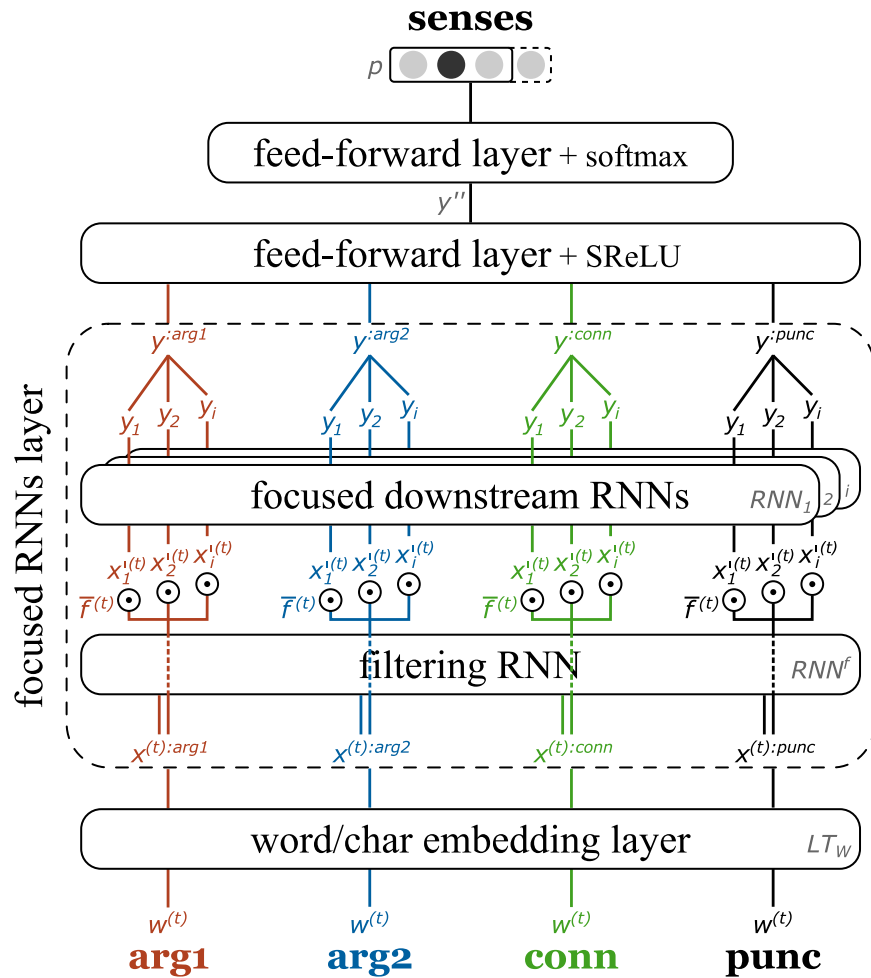 senses
p
feed-forward layer + softmax
y''
feed-forward layer + SReLU
focused RNNs layer
y:arg1 y:arg2 y:conn y:punc
y1 y2 yi y1 y2 yi y1 y2 yi y1 y2 yi
focused downstream RNNs RNN1 2 i
x'1(t) x'2(t) x'i(t) x'1(t) x'2(t) x'i(t) x'1(t) x'2(t) x'i(t) x'1(t) x'2(t) x'i(t)
f̅(t) f̅(t) f̅(t) f̅(t)
filtering RNN RNNf
x(t):arg1 x(t):arg2 x(t):conn x(t):punc
word/char embedding layer LTW
w(t) w(t) w(t) w(t)
arg1 arg2 conn punc